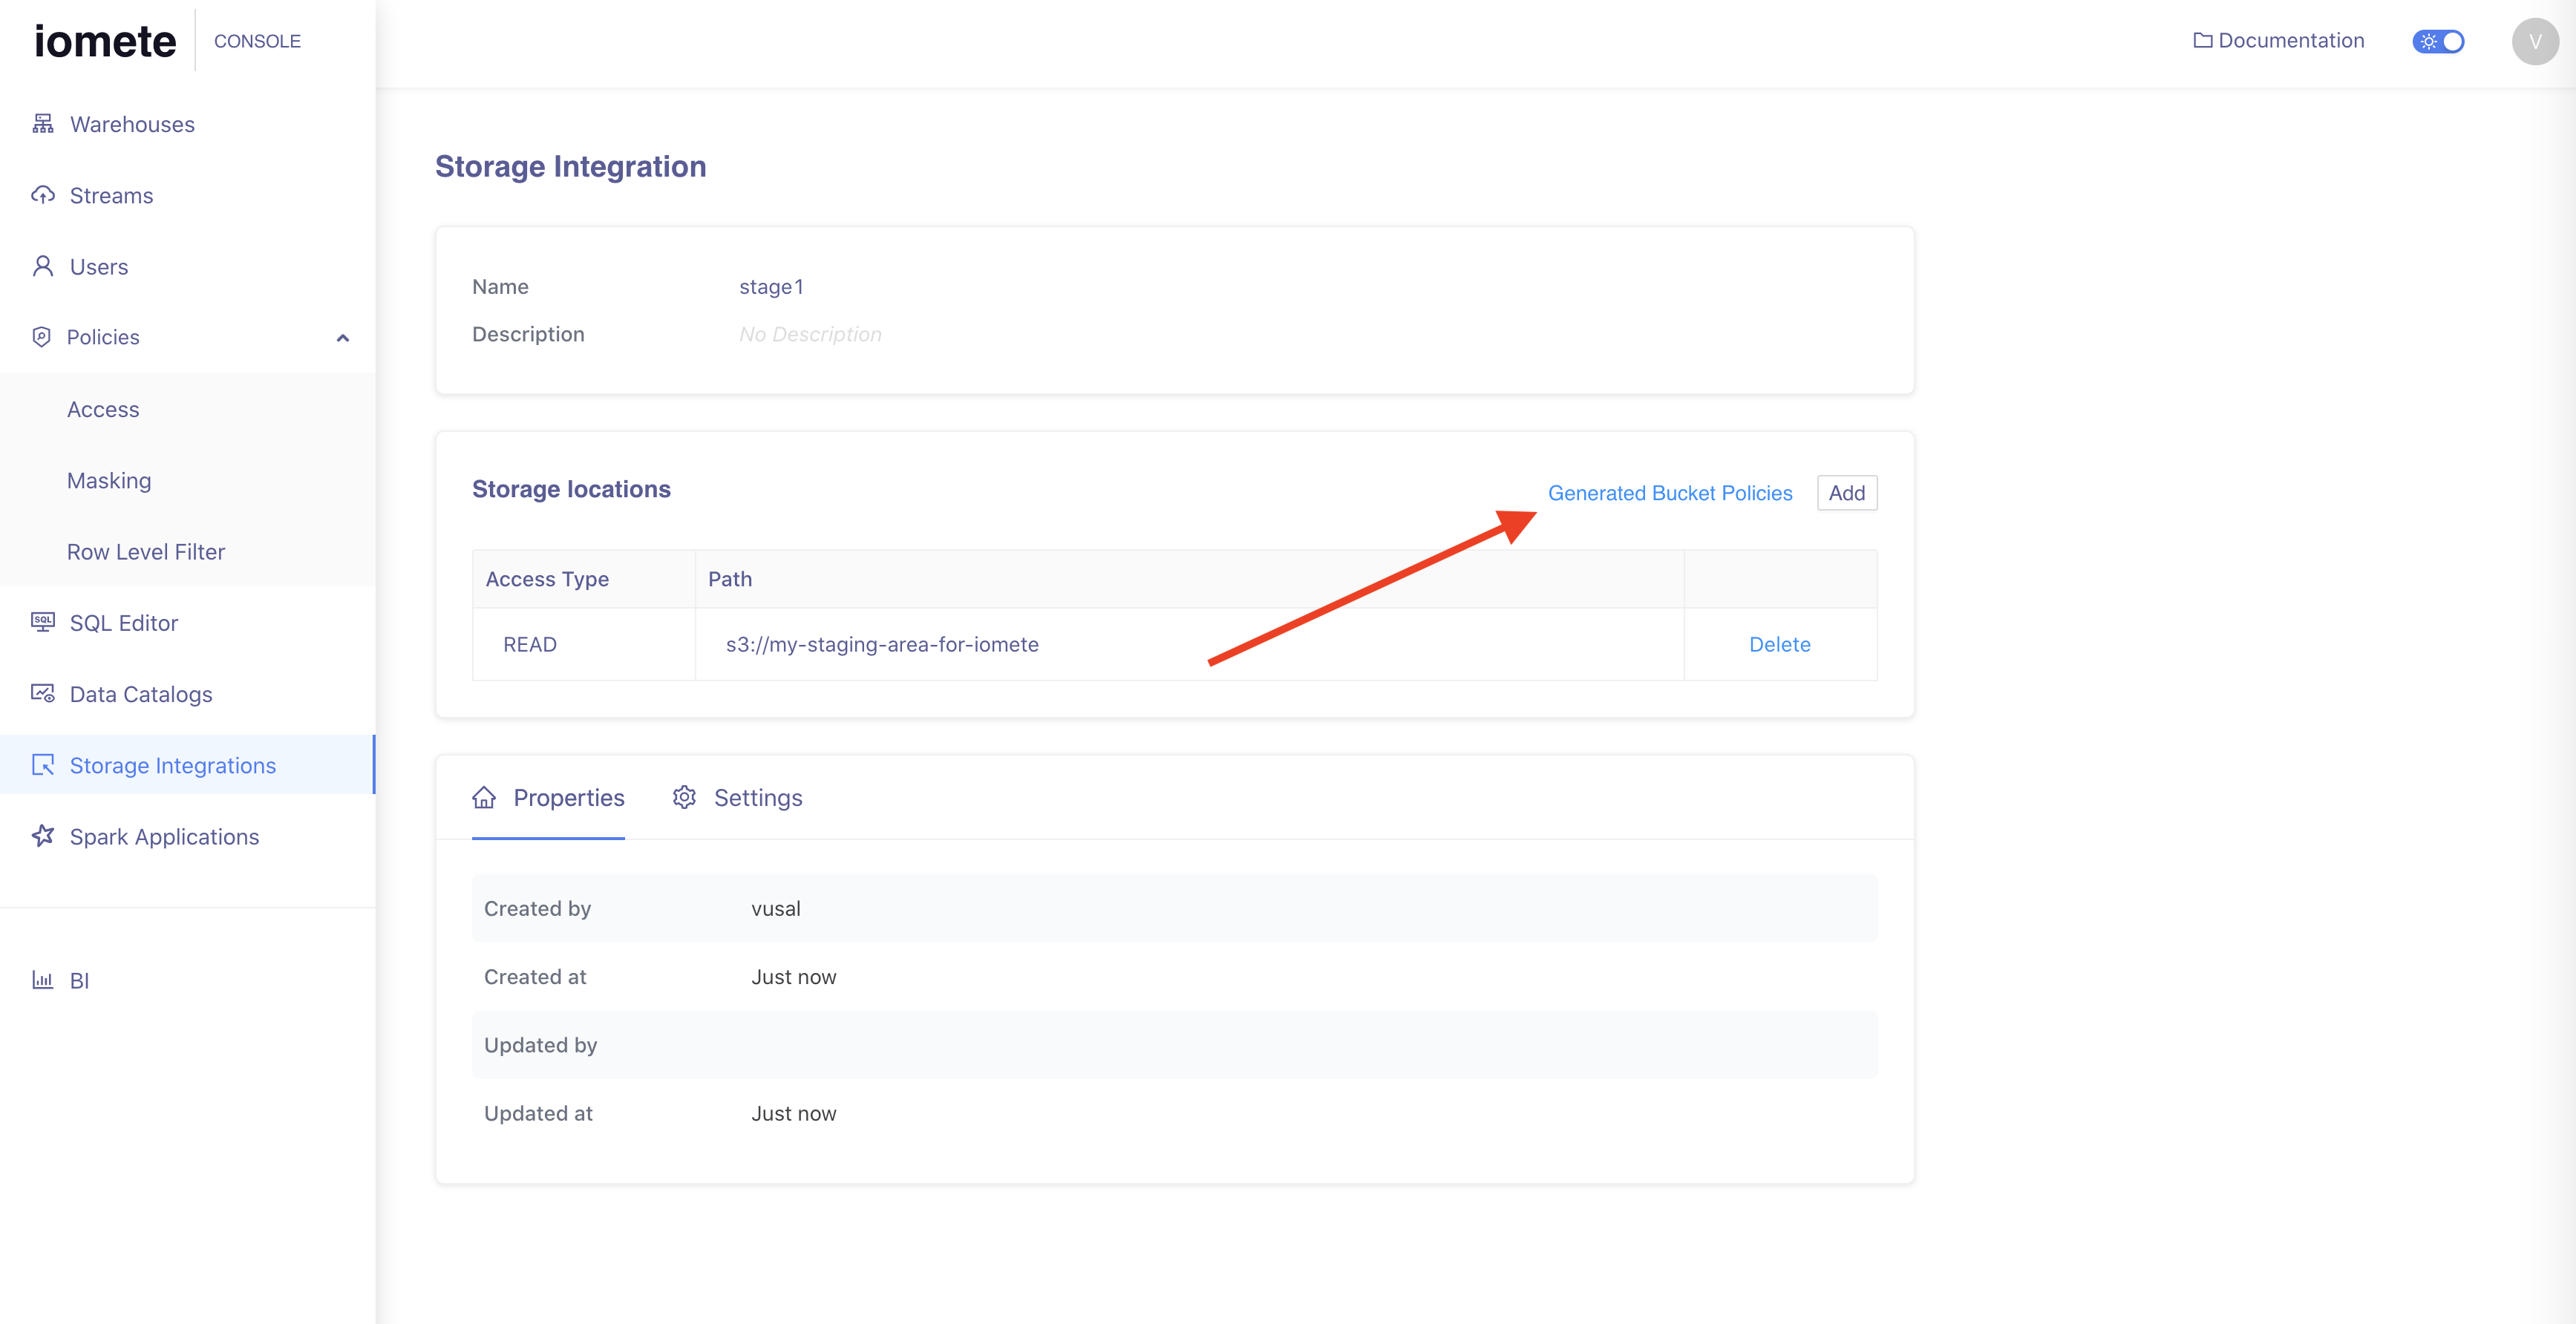 iomete
CONSOLE
Documentation
V
Warehouses
Streams
Users
Policies
Access
Masking
Row Level Filter
SQL
SQL Editor
Data Catalogs
Storage Integrations
Spark Applications
BI
Storage Integration
Name stage1
Description No Description
Storage locations
Generated Bucket Policies
Add
Access Type Path
READ s3://my-staging-area-for-iomete Delete
Properties Settings
Created by vusal
Created at Just now
Updated by
Updated at Just now